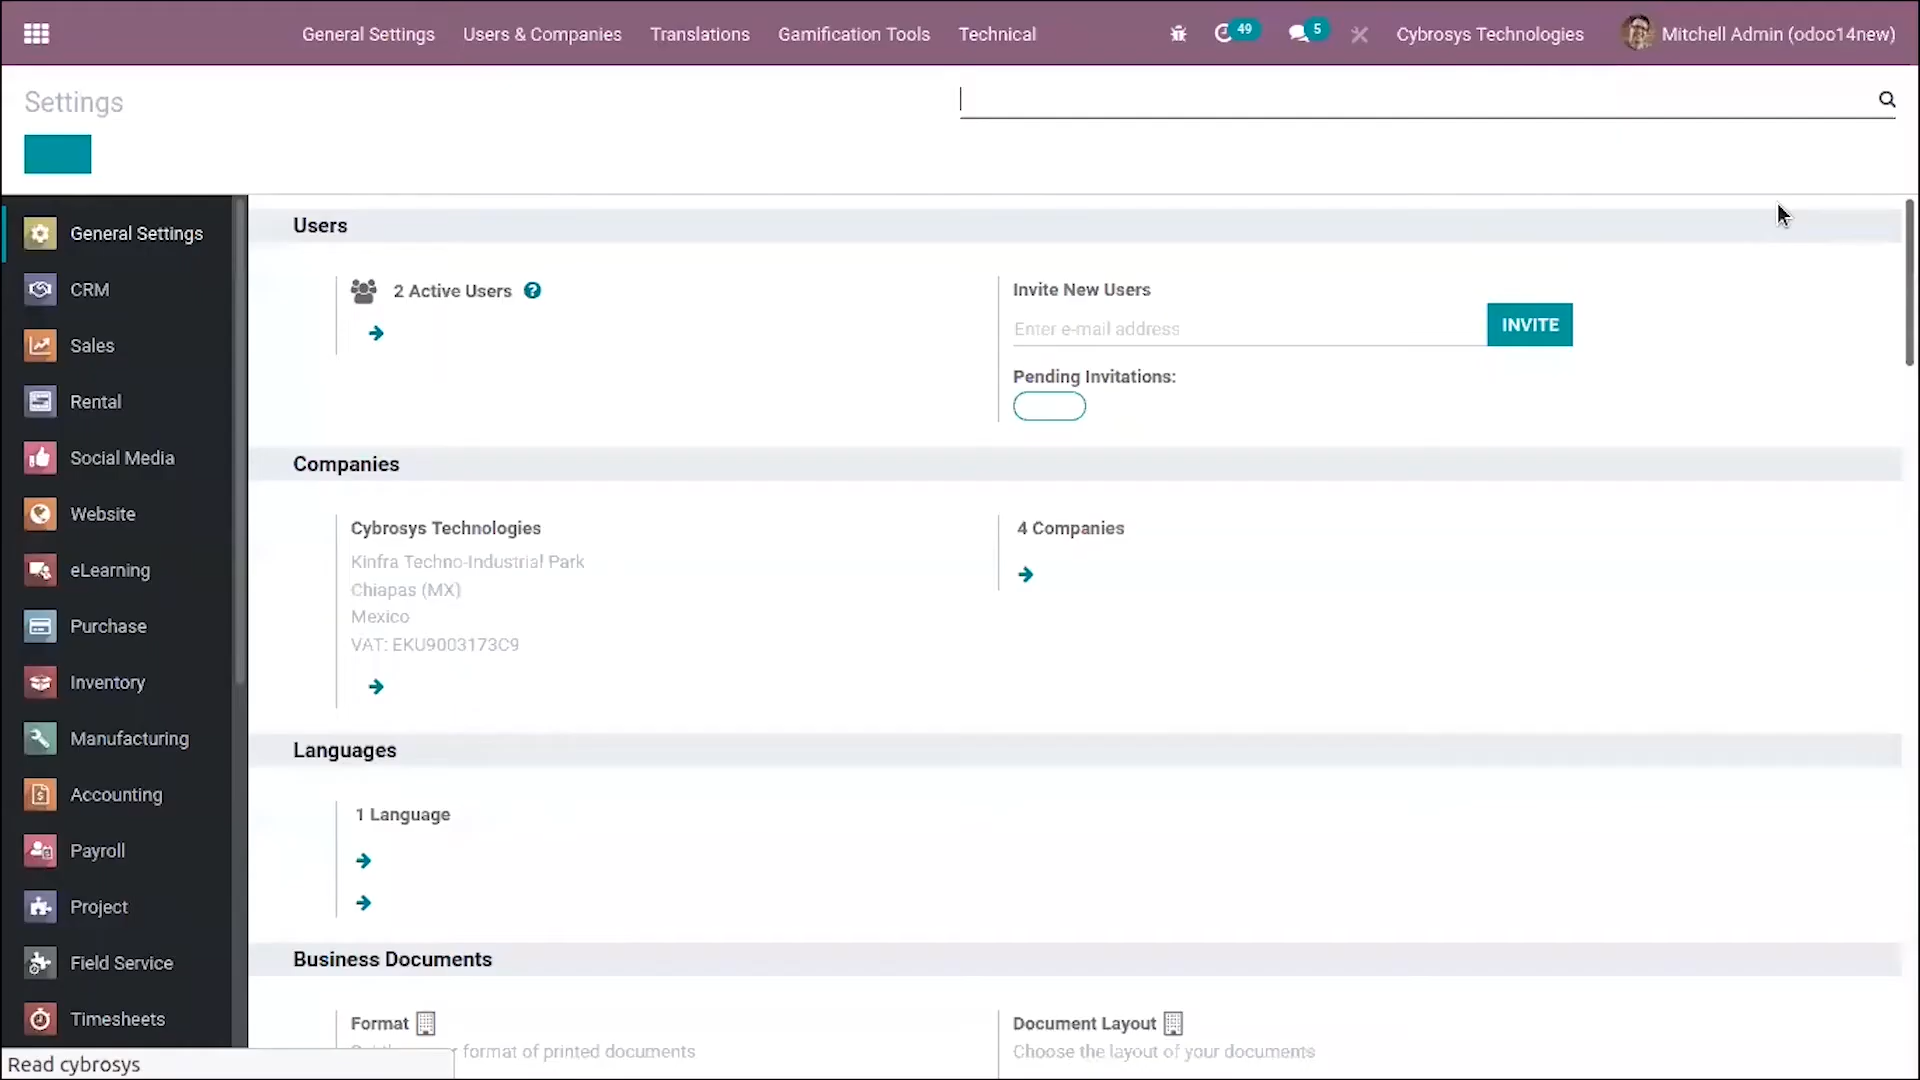 General Settings Users & Companies Translations Gamification Tools Technical 49 5 Cybrosys Technologies Mitchell Admin (odoo14new)
Settings
General Settings
CRM
Sales
Rental
Social Media
Website
eLearning
Purchase
Inventory
Manufacturing
Accounting
Payroll
Project
Field Service
Timesheets
Users
2 Active Users
Invite New Users
Enter e-mail address
INVITE
Pending Invitations:
Companies
Cybrosys Technologies
Kinfra Techno-Industrial Park
Chiapas (MX)
Mexico
VAT: EKU9003173C9
4 Companies
Languages
1 Language
Business Documents
Format
format of printed documents
Document Layout
Choose the layout of your documents
Read cybrosys